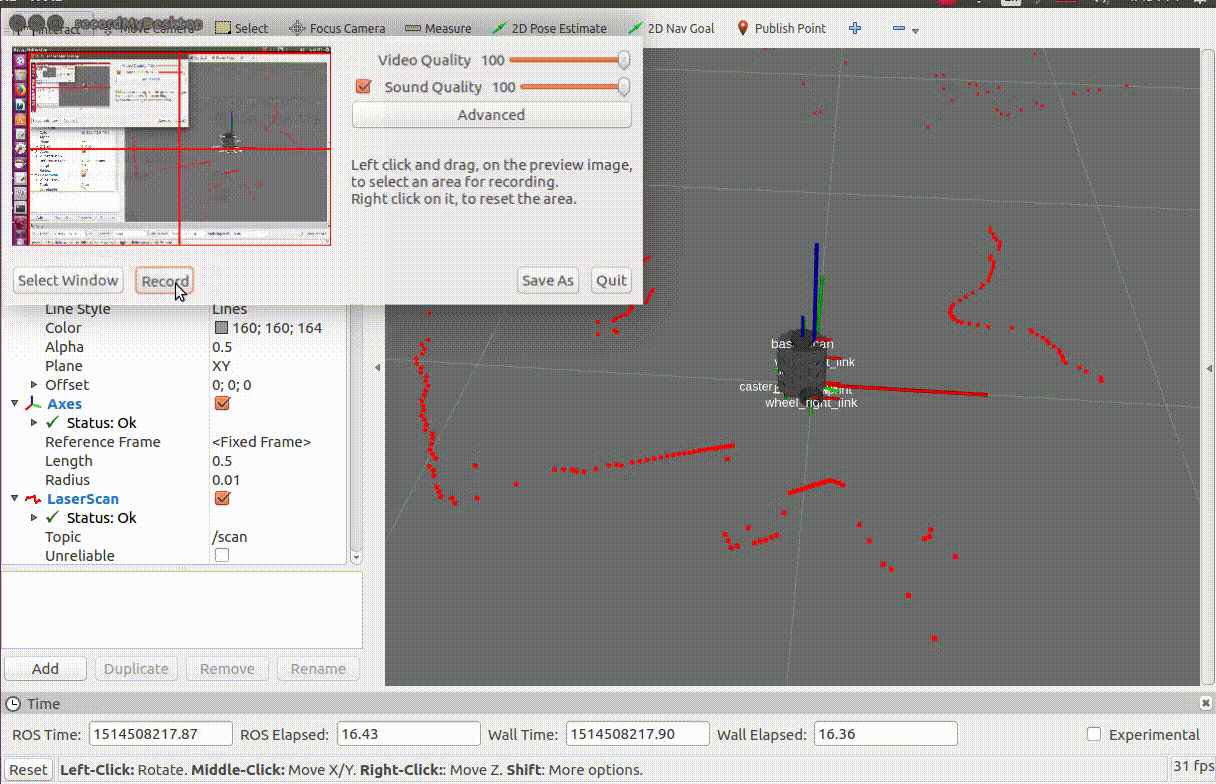 recordMyDesktop
Interact Move Camera Select Focus Camera Measure 2D Pose Estimate 2D Nav Goal Publish Point
Video Quality 100
Sound Quality 100
Advanced
Left click and drag, on the preview image,
to select an area for recording.
Right click on it, to reset the area.
Select Window Record Save As Quit
Line Style Lines
Color 160; 160; 164
Alpha 0.5
Plane XY
Offset 0; 0; 0
Axes
Status: Ok
Reference Frame <Fixed Frame>
Length 0.5
Radius 0.01
LaserScan
Status: Ok
Topic /scan
Unreliable
wheel_right_link
caster
Add Duplicate Remove Rename
Time
ROS Time: 1514508217.87 ROS Elapsed: 16.43 Wall Time: 1514508217.90 Wall Elapsed: 16.36 Experimental
Reset Left-Click: Rotate. Middle-Click: Move X/Y. Right-Click:: Move Z. Shift: More options. 31 fps